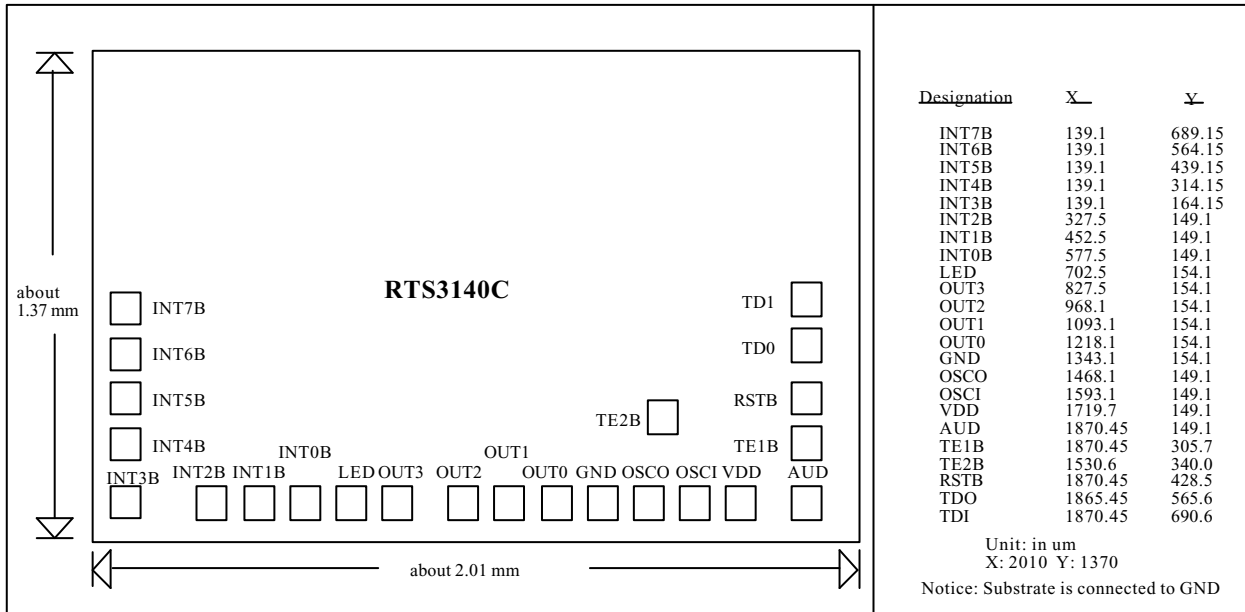 RTS3140C
about
1.37 mm
INT7B
INT6B
INT5B
INT4B
INT3B
INT2B
INT1B
INT0B
LED
OUT3
OUT2
OUT1
OUT0
GND
OSCO
OSCI
VDD
AUD
TD1
TD0
RSTB
TE2B
TE1B
about 2.01 mm
Designation X Y
INT7B 139.1 689.15
INT6B 139.1 564.15
INT5B 139.1 439.15
INT4B 139.1 314.15
INT3B 139.1 164.15
INT2B 327.5 149.1
INT1B 452.5 149.1
INT0B 577.5 149.1
LED 702.5 154.1
OUT3 827.5 154.1
OUT2 968.1 154.1
OUT1 1093.1 154.1
OUT0 1218.1 154.1
GND 1343.1 154.1
OSCO 1468.1 149.1
OSCI 1593.1 149.1
VDD 1719.7 149.1
AUD 1870.45 149.1
TE1B 1870.45 305.7
TE2B 1530.6 340.0
RSTB 1870.45 428.5
TDO 1865.45 565.6
TDI 1870.45 690.6
Unit: in um
X: 2010 Y: 1370
Notice: Substrate is connected to GND